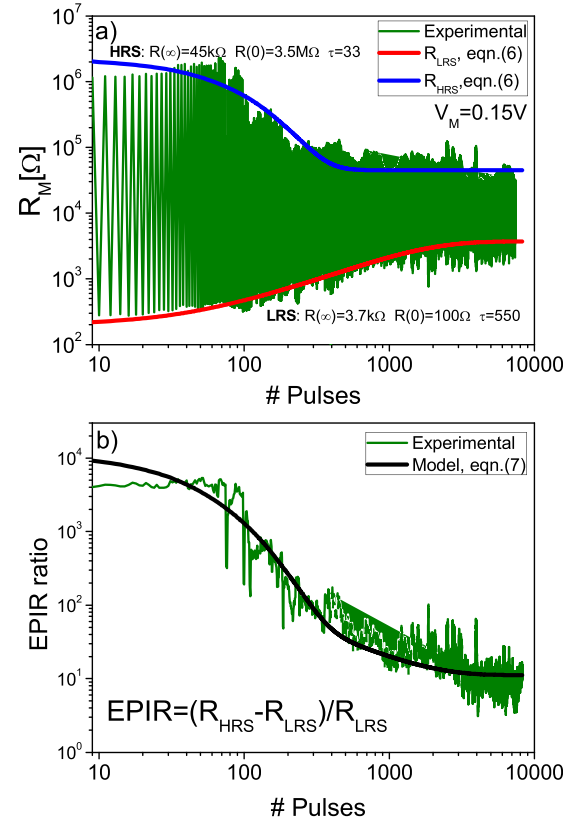 a)
HRS: R(∞)=45kΩ R(0)=3.5MΩ τ=33
Experimental
R_LRS, eqn.(6)
R_HRS,eqn.(6)
V_M=0.15V
10^7
10^6
10^5
10^4
10^3
10^2
R_M[Ω]
LRS: R(∞)=3.7kΩ R(0)=100Ω τ=550
10 100 1000 10000
# Pulses
b)
Experimental
Model, eqn.(7)
10^4
10^3
10^2
10^1
10^0
EPIR ratio
EPIR=(R_HRS-R_LRS)/R_LRS
10 100 1000 10000
# Pulses